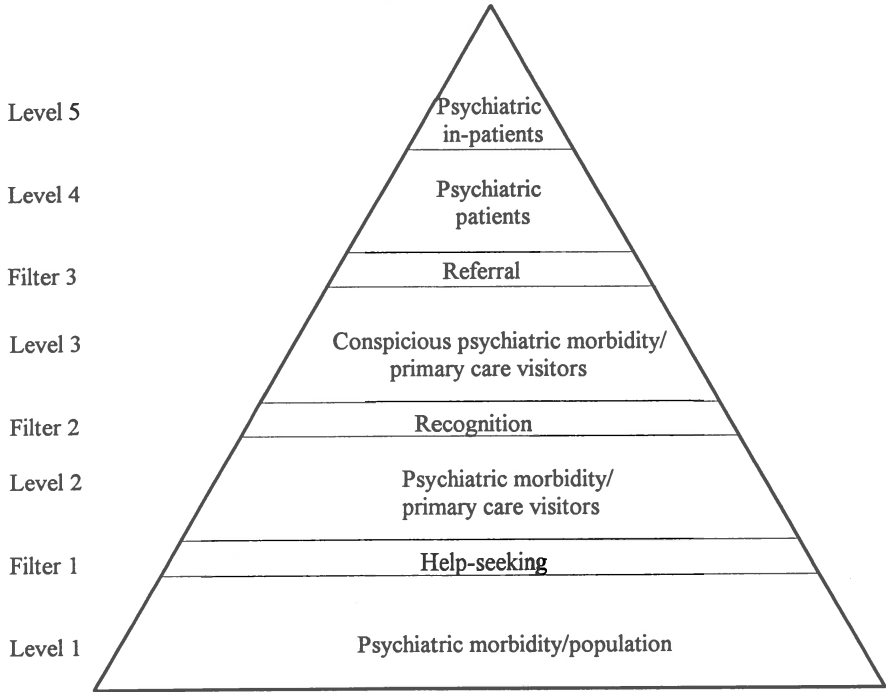 Level 5
Psychiatric
in-patients
Level 4
Psychiatric
patients
Filter 3
Referral
Level 3
Conspicious psychiatric morbidity/
primary care visitors
Filter 2
Recognition
Level 2
Psychiatric morbidity/
primary care visitors
Filter 1
Help-seeking
Level 1
Psychiatric morbidity/population